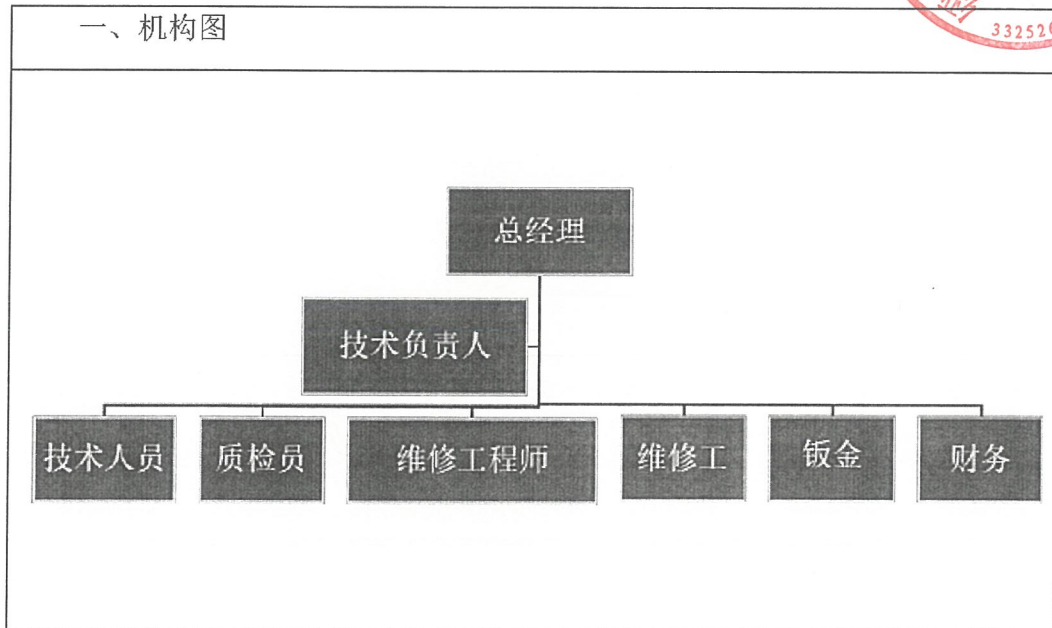 一、机构图
33252
总经理
技术负责人
技术人员 质检员 维修工程师 维修工 钣金 财务